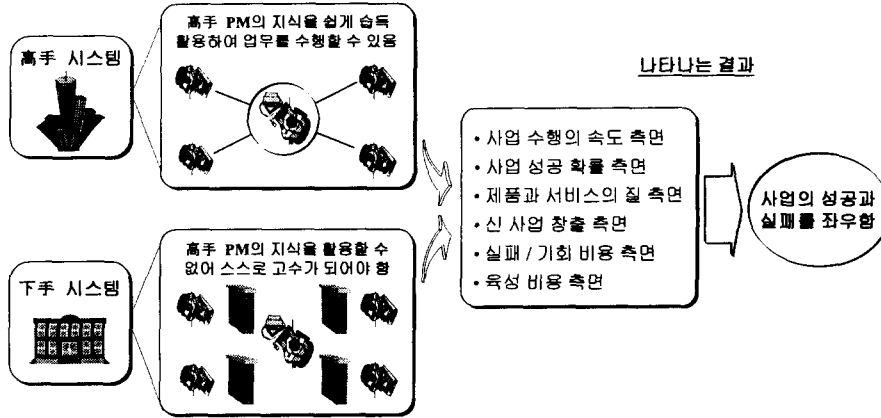 高手 시스템
高手 PM의 지식을 쉽게 습득
활용하여 업무를 수행할 수 있음
下手 시스템
高手 PM의 지식을 활용할 수
없어 스스로 고수가 되어야 함
나타나는 결과
• 사업 수행의 속도 측면
• 사업 성공 확률 측면
• 제품과 서비스의 질 측면
• 신 사업 창출 측면
• 실패 / 기회 비용 측면
• 육성 비용 측면
사업의 성공과
실패를 좌우함